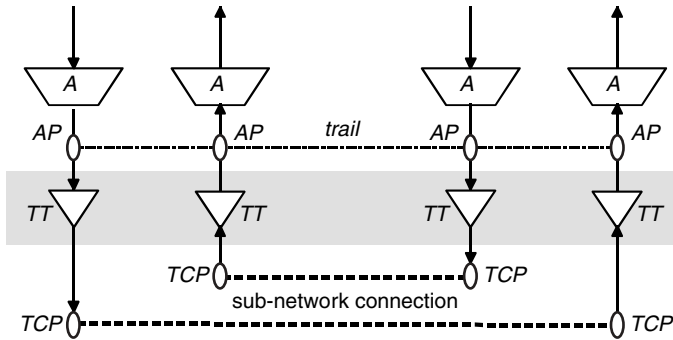 A A A A
AP AP trail AP AP
TT TT TT TT
TCP TCP
sub-network connection
TCP TCP